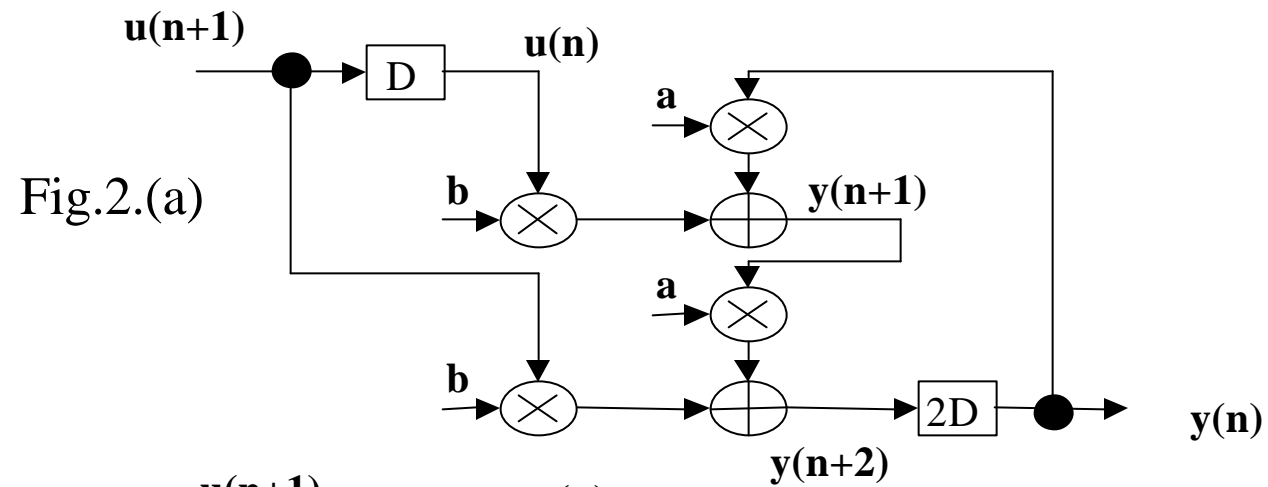 u(n+1)
u(n)
D
a
Fig.2.(a)
b
y(n+1)
a
b
2D
y(n)
y(n+2)